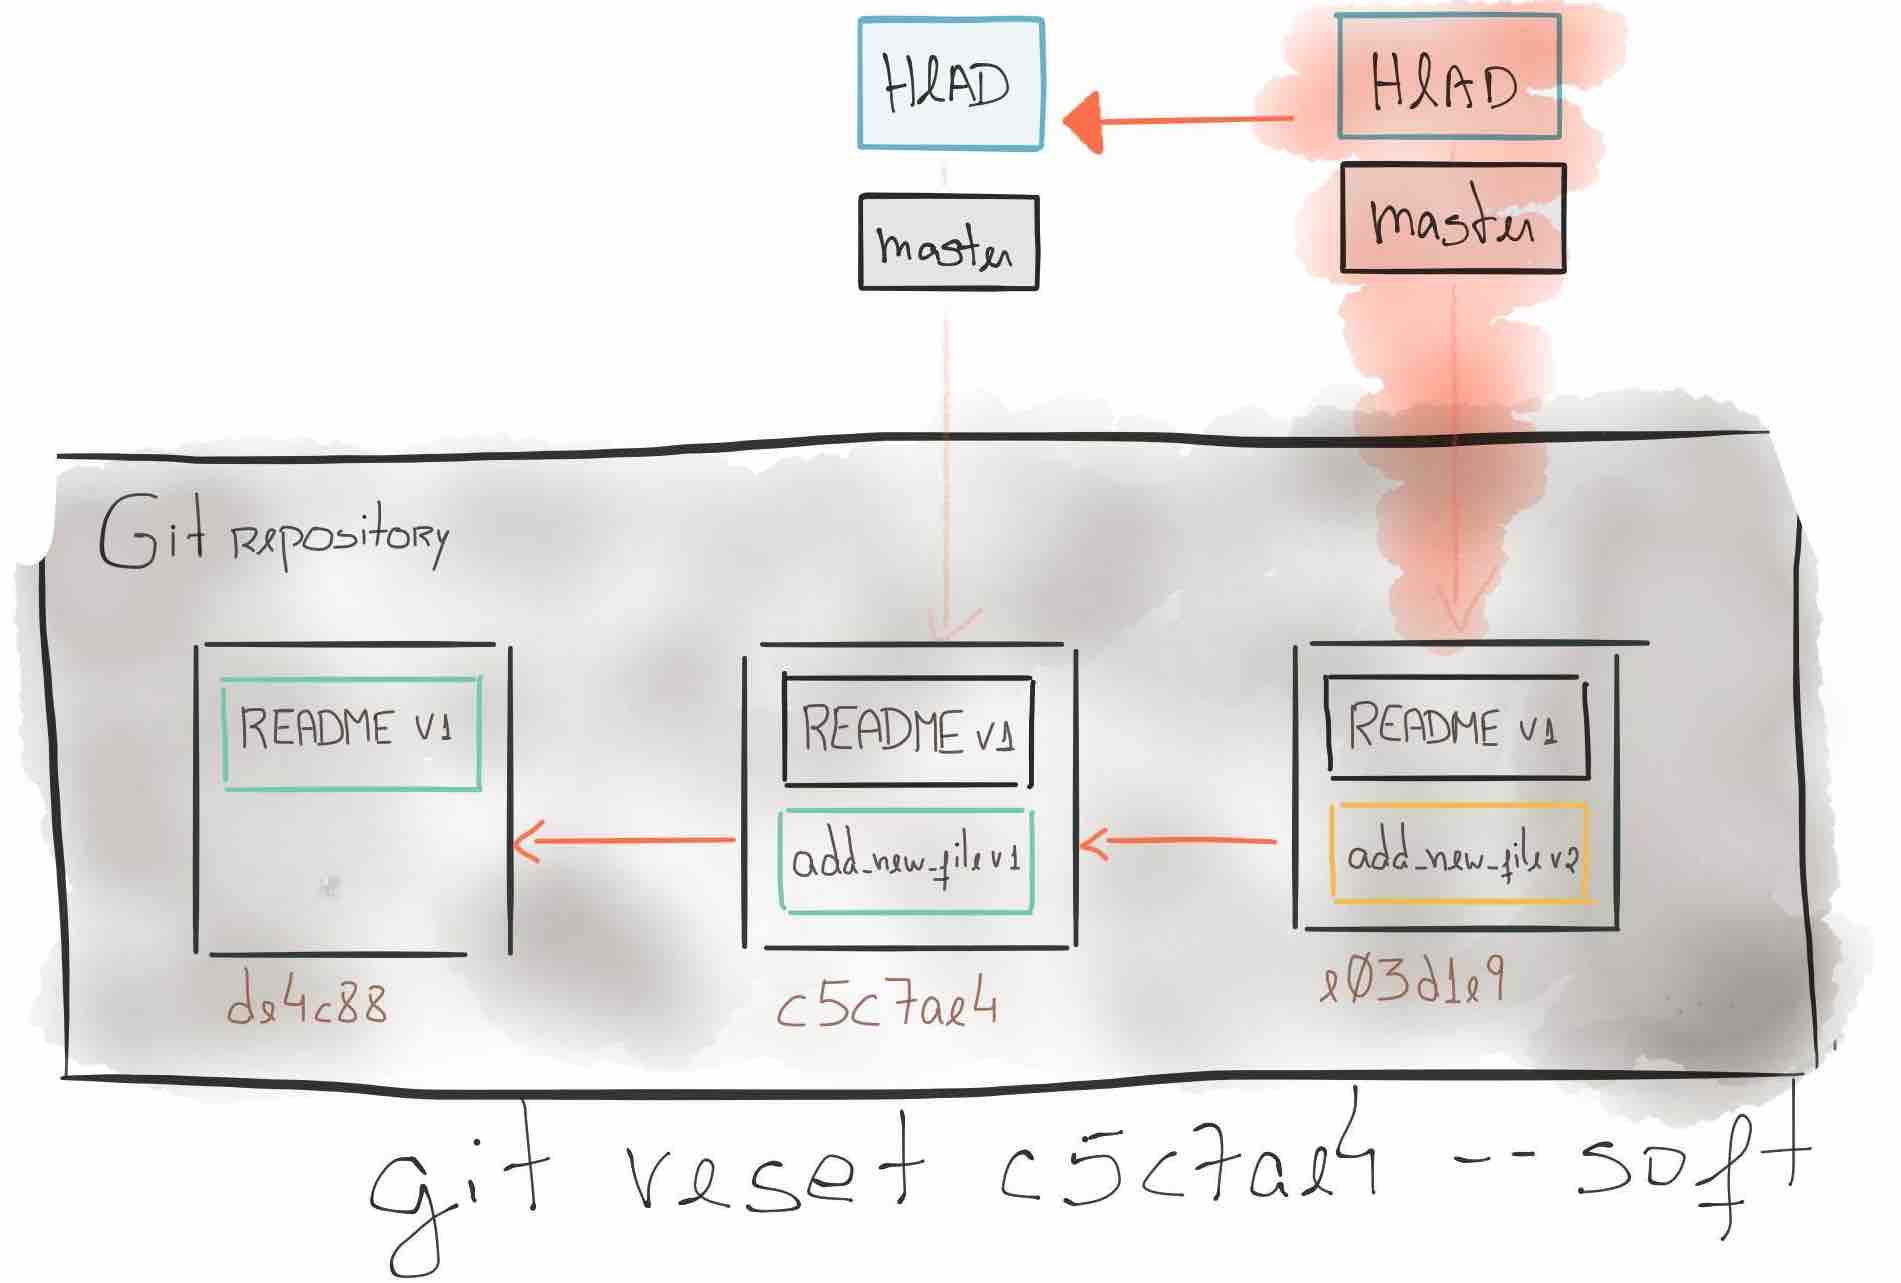 HEAD
HEAD
master
master
Git repository
README v1
README v1
README v1
add_new_file v1
add_new_file v2
de4c88
c5c7ae4
e03d1e9
git reset c5c7ae4 -- soft